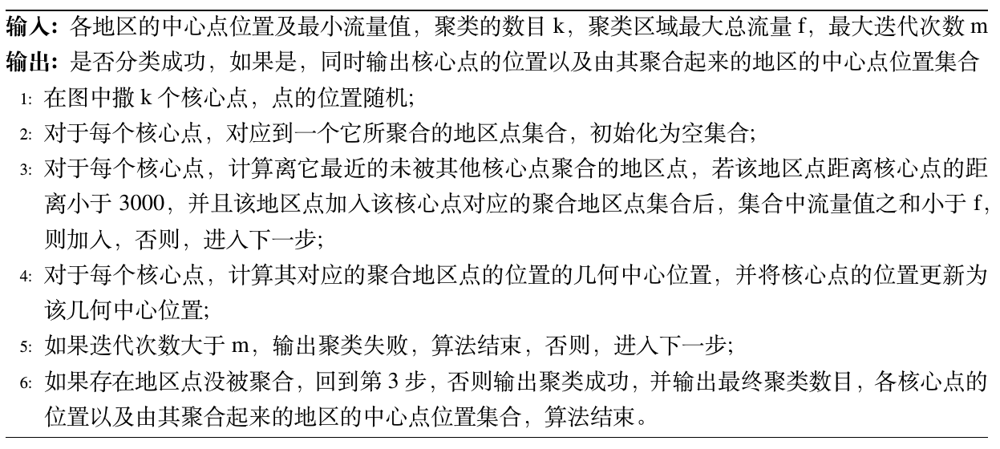 输入：各地区的中心点位置及最小流量值，聚类的数目 k，聚类区域最大总流量 f，最大迭代次数 m
输出：是否分类成功，如果是，同时输出核心点的位置以及由其聚合起来的地区的中心点位置集合
1: 在图中撒 k 个核心点，点的位置随机;
2: 对于每个核心点，对应到一个它所聚合的地区点集合，初始化为空集合;
3: 对于每个核心点，计算离它最近的未被其他核心点聚合的地区点，若该地区点距离核心点的距
离小于 3000，并且该地区点加入该核心点对应的聚合地区点集合后，集合中流量值之和小于 f,
则加入，否则，进入下一步;
4: 对于每个核心点，计算其对应的聚合地区点的位置的几何中心位置，并将核心点的位置更新为
该几何中心位置;
5: 如果迭代次数大于 m，输出聚类失败，算法结束，否则，进入下一步;
6: 如果存在地区点没被聚合，回到第 3 步，否则输出聚类成功，并输出最终聚类数目，各核心点的
位置以及由其聚合起来的地区的中心点位置集合，算法结束。